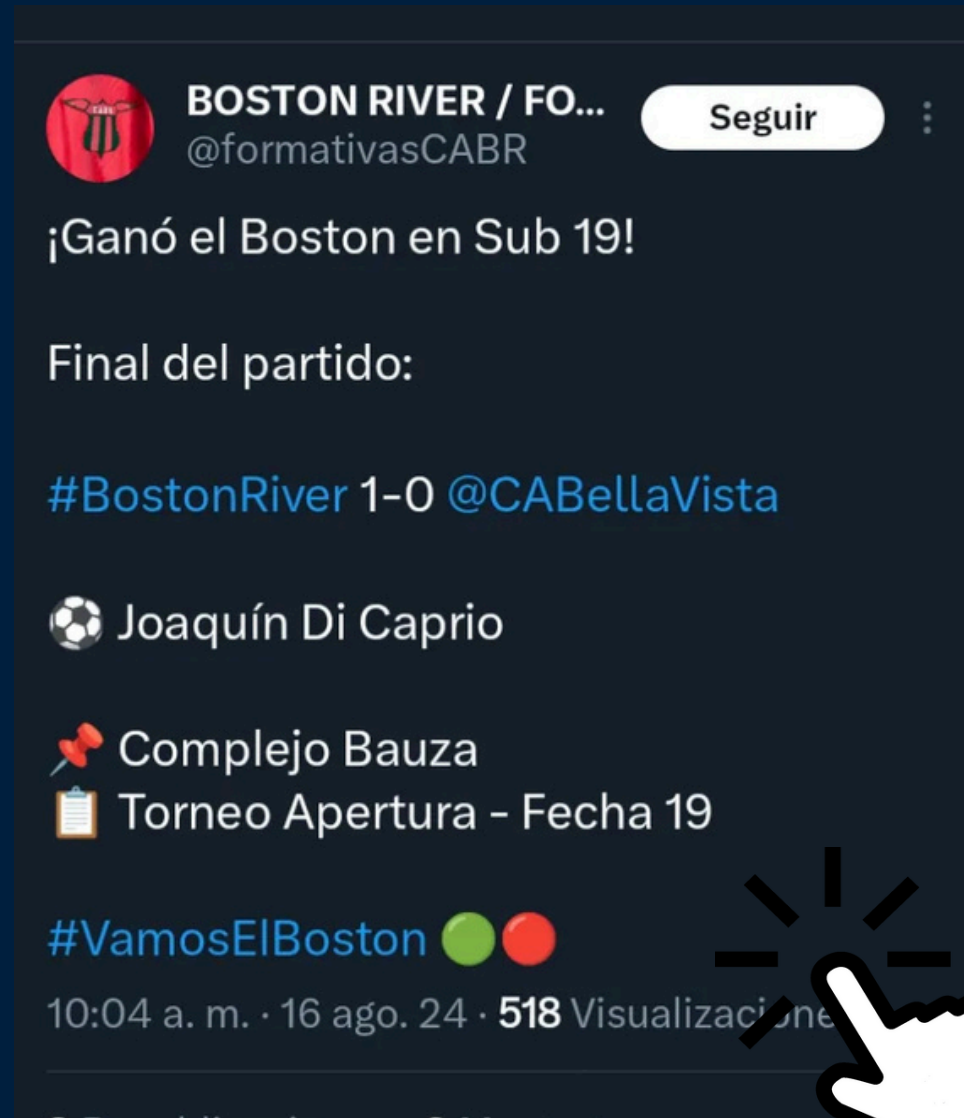 BOSTON RIVER / FO...
Seguir
@formativasCABR
¡Ganó el Boston en Sub 19!
Final del partido:
#BostonRiver 1-0 @CABellaVista
⚽ Joaquín Di Caprio
📌 Complejo Bauza
📋 Torneo Apertura - Fecha 19
#VamosElBoston 🟢🔴
10:04 a. m. · 16 ago. 24 · 518 Visualizacione